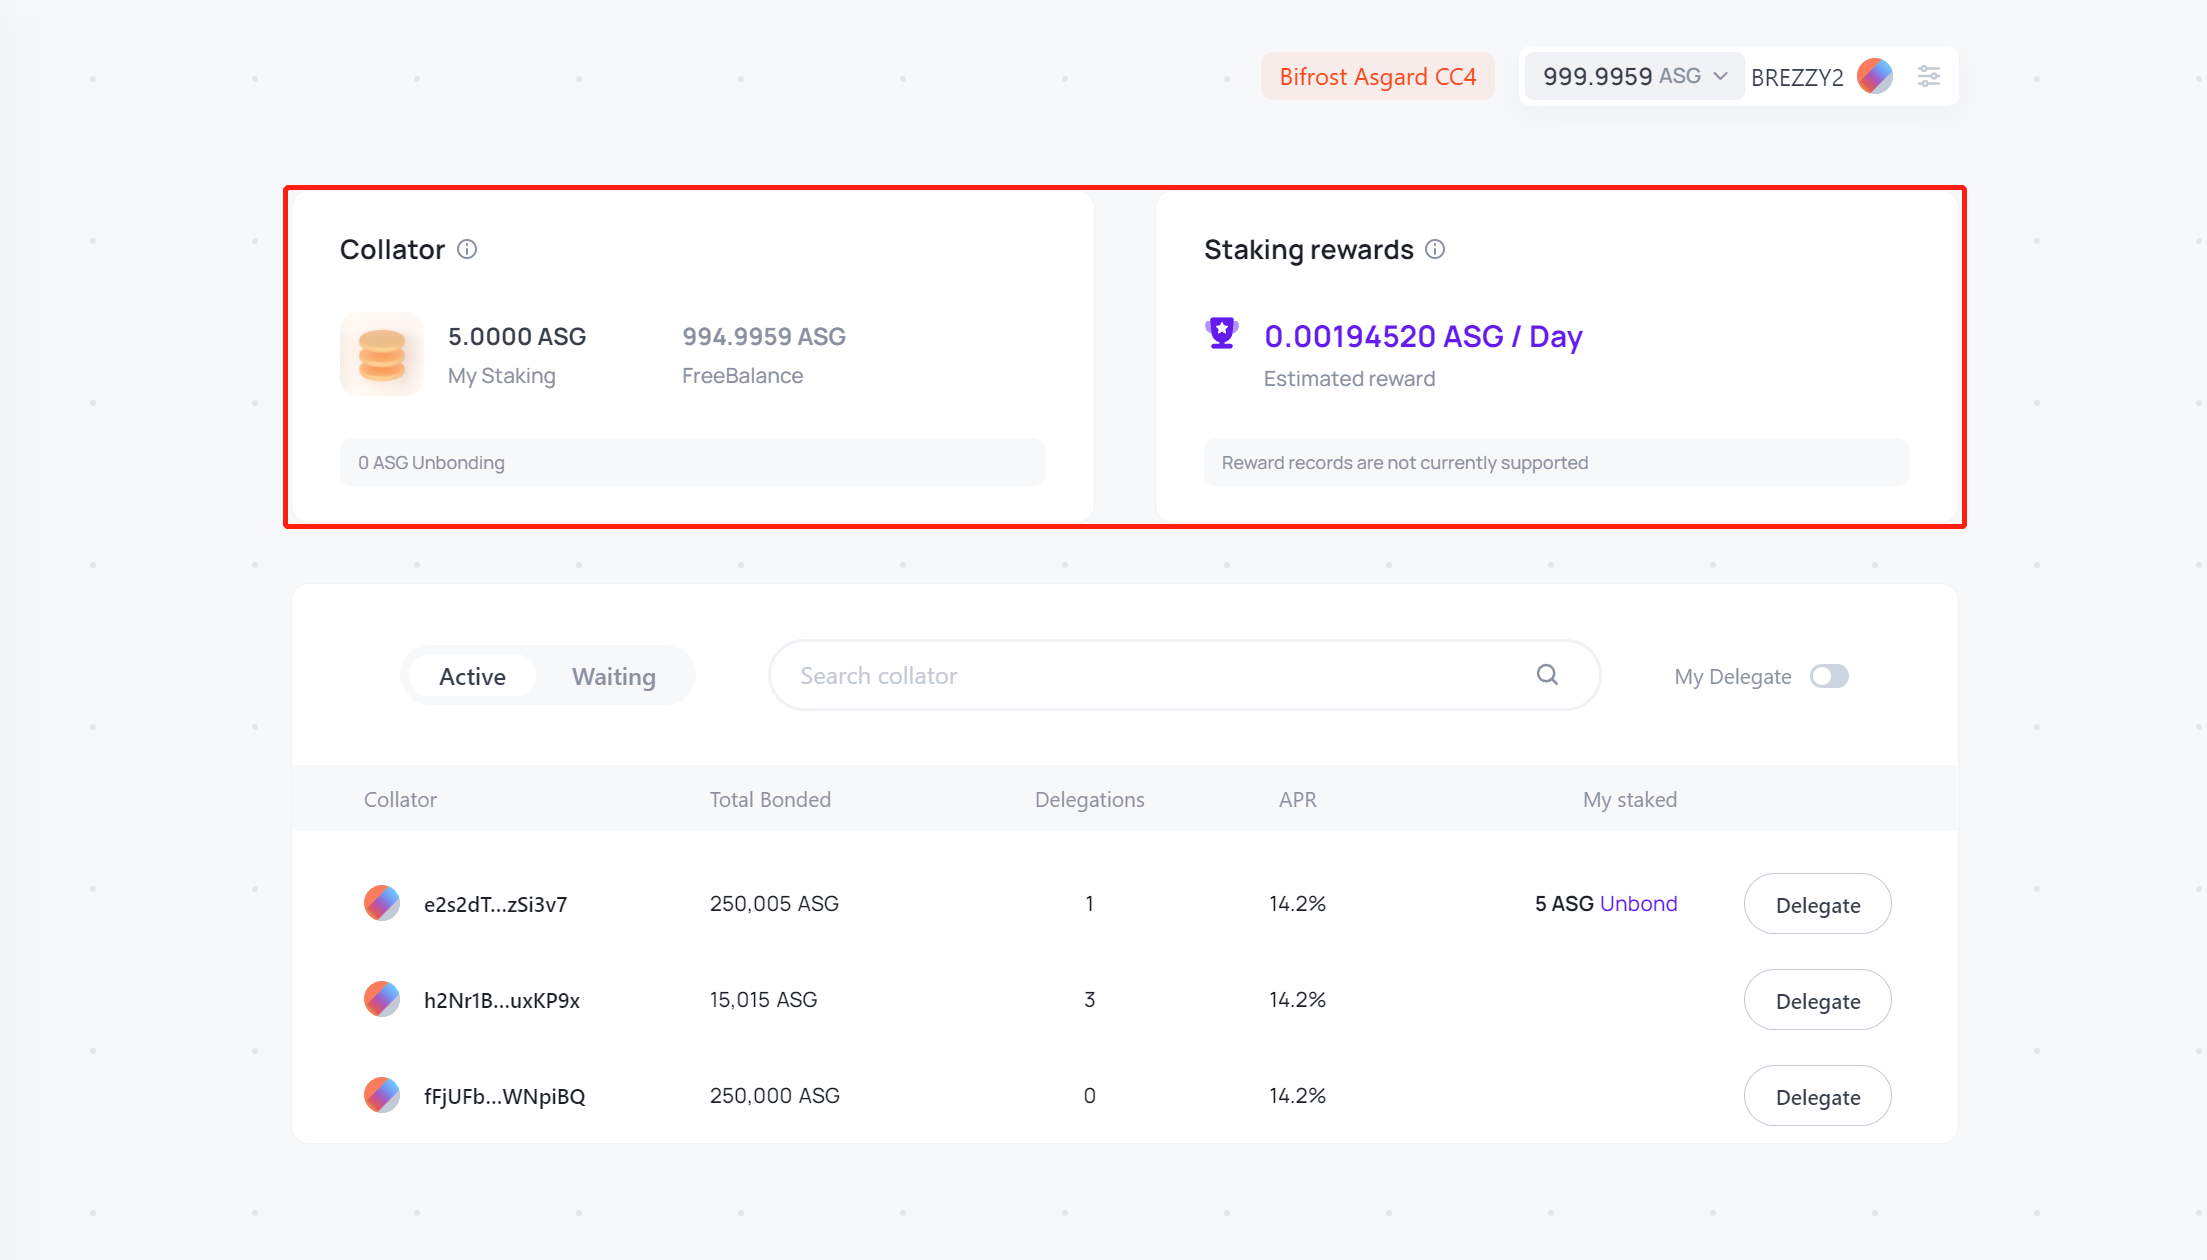 Bifrost Asgard CC4
999.9959 ASG
BREZZY2
Collator
5.0000 ASG
My Staking
994.9959 ASG
FreeBalance
0 ASG Unbonding
Staking rewards
0.00194520 ASG / Day
Estimated reward
Reward records are not currently supported
Active
Waiting
Search collator
My Delegate
Collator Total Bonded Delegations APR My staked
e2s2dT...zSi3v7 250,005 ASG 1 14.2% 5 ASG Unbond Delegate
h2Nr1B...uxKP9x 15,015 ASG 3 14.2% Delegate
fFjUFb...WNpiBQ 250,000 ASG 0 14.2% Delegate